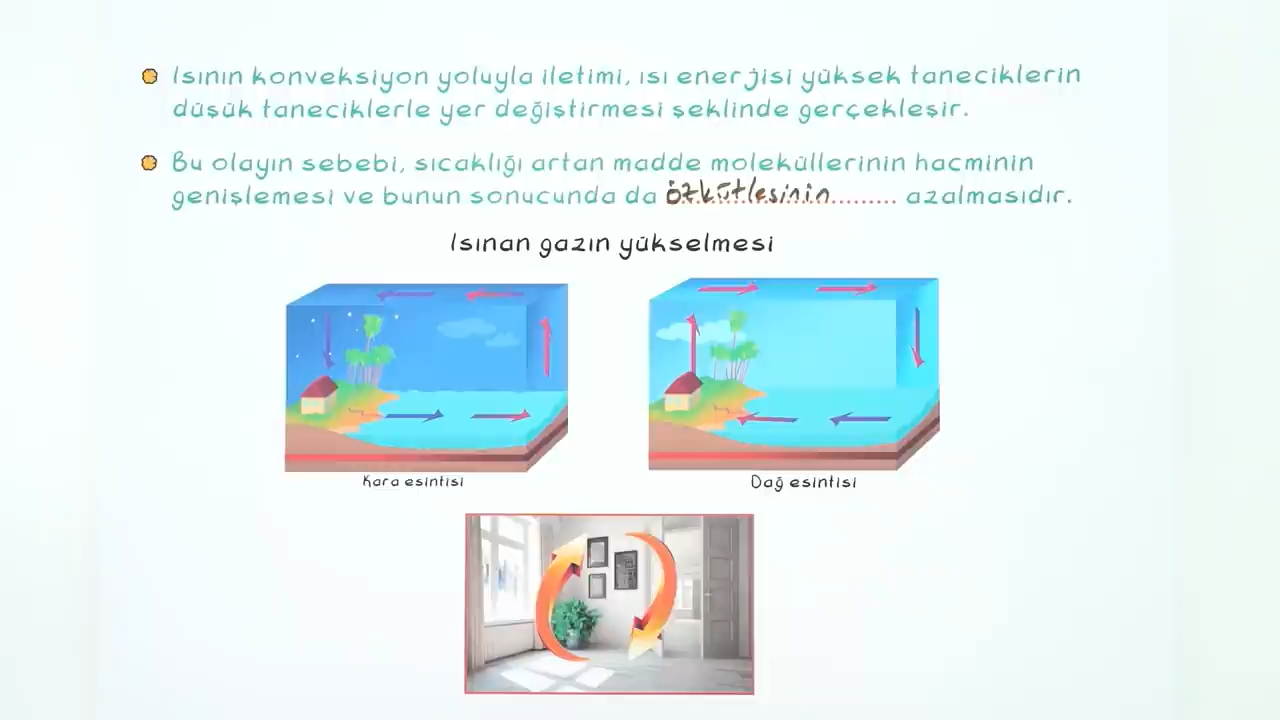 Isının konveksiyon yoluyla iletimi, ısı enerjisi yüksek taneciklerin
düşük taneciklerle yer değiştirmesi şeklinde gerçekleşir.
Bu olayın sebebi, sıcaklığı artan madde moleküllerinin hacminin
genişlemesi ve bunun sonucunda da özkütlesinin ......... azalmasıdır.
Isınan gazın yükselmesi
Kara esintisi
Dağ esintisi